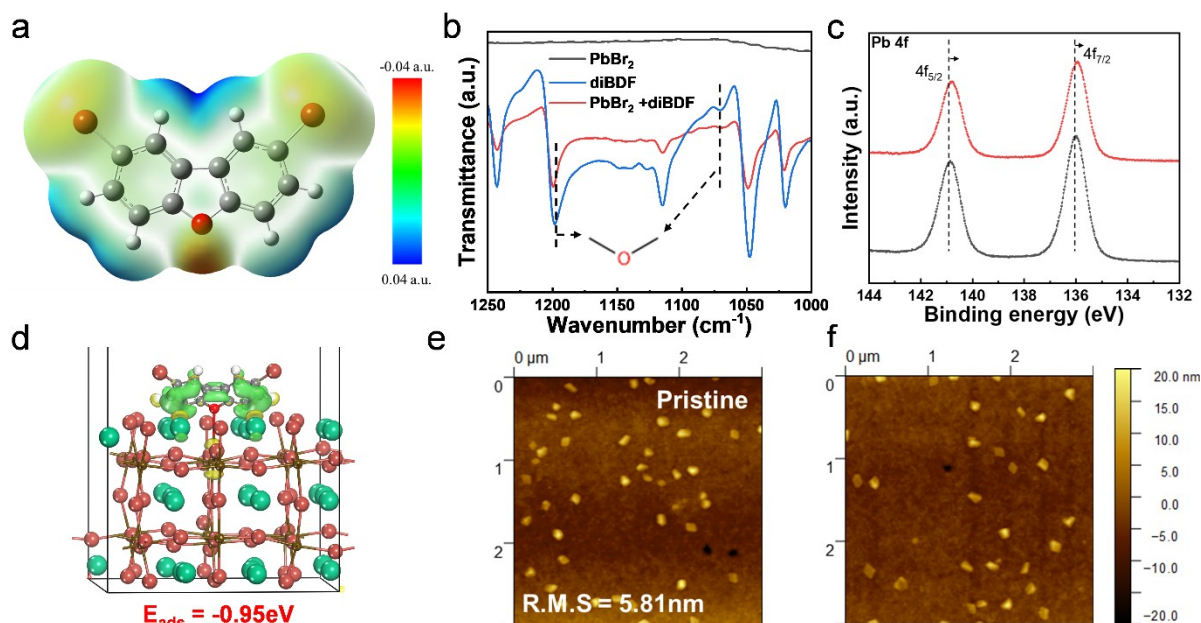 a
-0.04 a.u.
0.04 a.u.
b
Transmittance (a.u.)
PbBr2
diBDF
PbBr2 +diBDF
O
1250 1200 1150 1100 1050 1000
Wavenumber (cm-1)
c
Pb 4f
4f5/2
4f7/2
Intensity (a.u.)
144 142 140 138 136 134 132
Binding energy (eV)
d
Eads = -0.95eV
e
0 µm 1 2
0
1
2
Pristine
R.M.S = 5.81nm
f
0 µm 1 2
0
1
2
20.0 nm
15.0
10.0
5.0
0.0
−5.0
−10.0
−15.0
−20.0